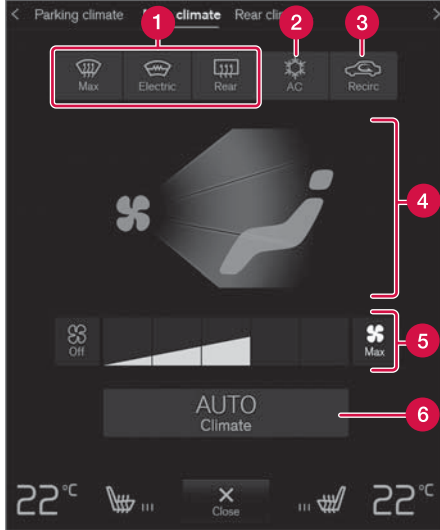 Parking climate climate Rear
1 2 3
Max Electric Rear AC Recirc
4
Off Max 5
AUTO
Climate
6
22°C Close 22°C